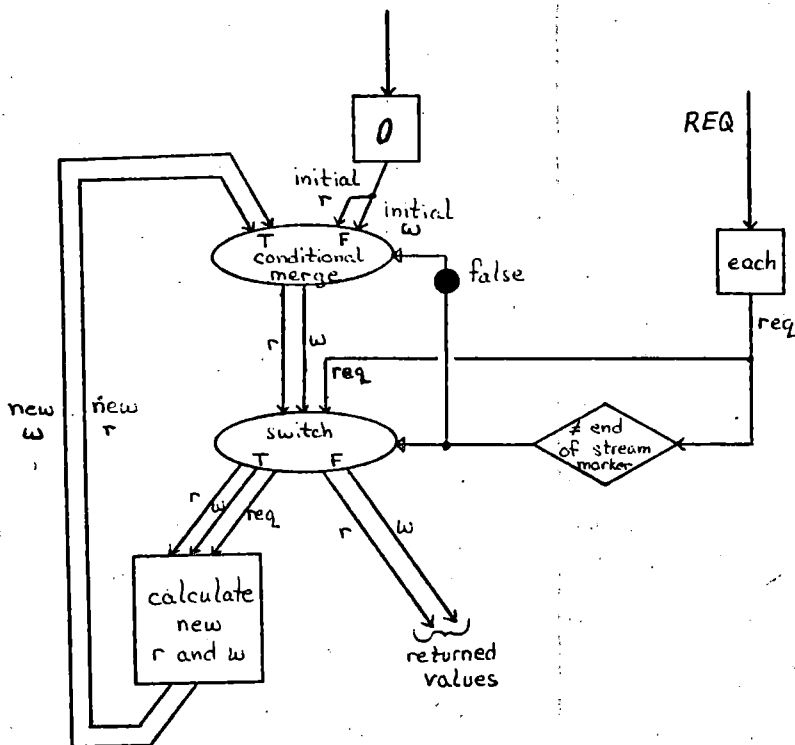 0
REQ
initial
r
initial
ω
T F
conditional
merge
false
each
req
r
ω
req
new
ω
new
r
switch
T F
≠ end
of stream
marker
r
ω
req
r
ω
calculate
new
r and ω
returned
values